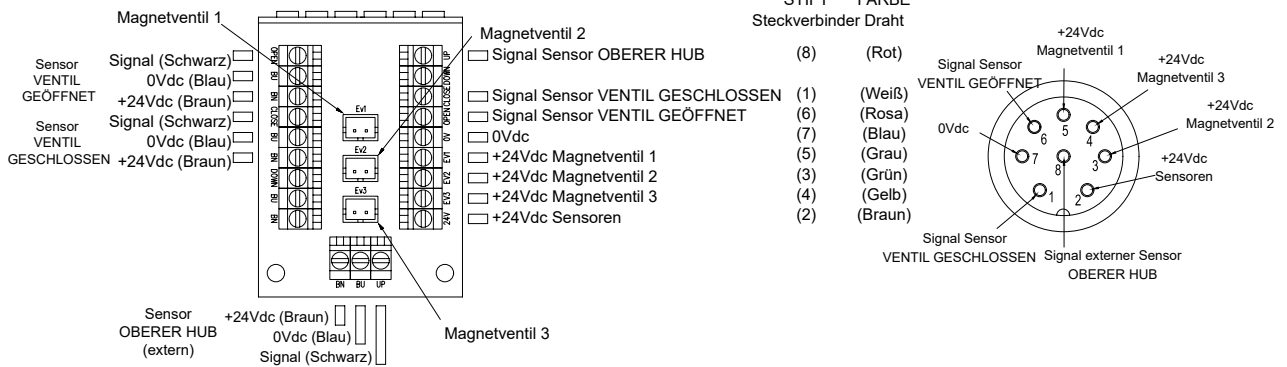 STIFT FARBE
Steckverbinder Draht
Magnetventil 1
Magnetventil 2
Sensor
VENTIL
GEÖFFNET
Signal (Schwarz)
0Vdc (Blau)
+24Vdc (Braun)
Sensor
VENTIL
GESCHLOSSEN
Signal (Schwarz)
0Vdc (Blau)
+24Vdc (Braun)
OPEN
BU
BN
CLOSE
BU
BN
DOWN
BU
BN
Ev1
Ev2
Ev3
UP
DOWN
CLOSE
OPEN
0V
EV1
EV2
EV3
24V
BN BU UP
Signal Sensor OBERER HUB (8) (Rot)
Signal Sensor VENTIL GESCHLOSSEN (1) (Weiß)
Signal Sensor VENTIL GEÖFFNET (6) (Rosa)
0Vdc (7) (Blau)
+24Vdc Magnetventil 1 (5) (Grau)
+24Vdc Magnetventil 2 (3) (Grün)
+24Vdc Magnetventil 3 (4) (Gelb)
+24Vdc Sensoren (2) (Braun)
Sensor
OBERER HUB
(extern)
+24Vdc (Braun)
0Vdc (Blau)
Signal (Schwarz)
Magnetventil 3
+24Vdc
Magnetventil 1
Signal Sensor
VENTIL GEÖFFNET
+24Vdc
Magnetventil 3
+24Vdc
Magnetventil 2
0Vdc
+24Vdc
Sensoren
6
5
4
7
8
3
1
2
Signal Sensor
VENTIL GESCHLOSSEN
Signal externer Sensor
OBERER HUB